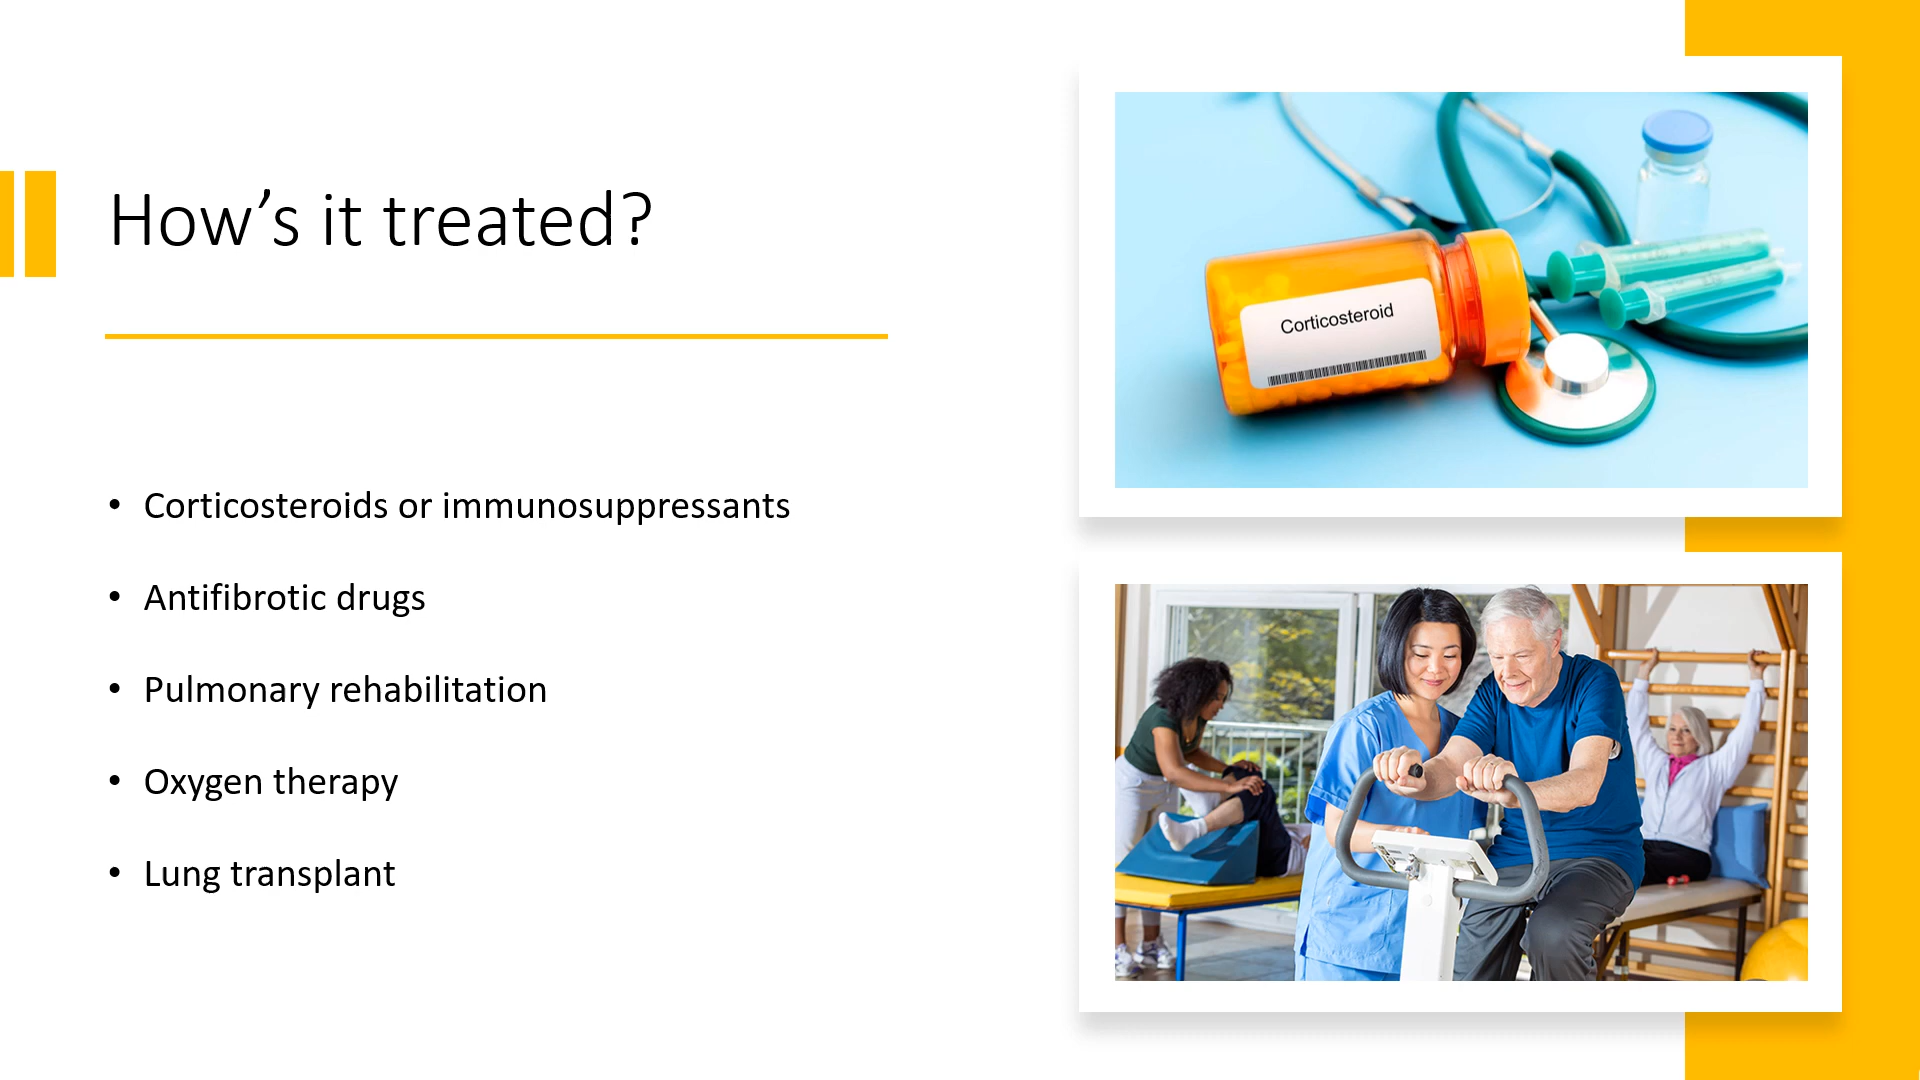 How’s it treated?
• Corticosteroids or immunosuppressants
• Antifibrotic drugs
• Pulmonary rehabilitation
• Oxygen therapy
• Lung transplant
Corticosteroid